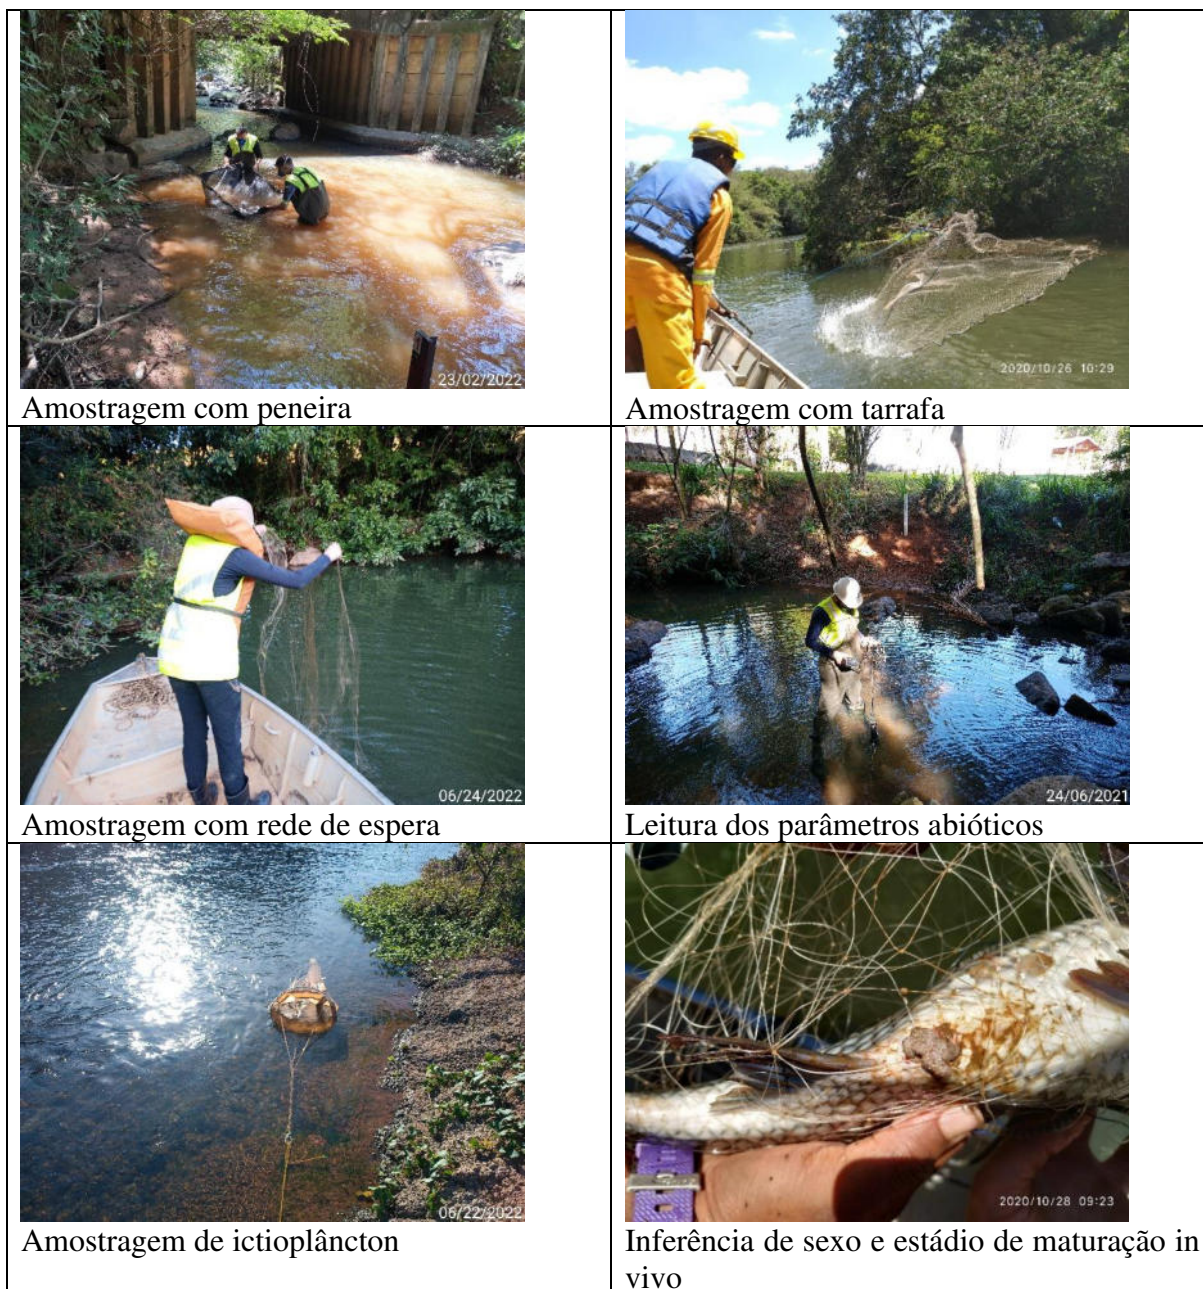 23/02/2022
2020/10/26 10:29
Amostragem com peneira
Amostragem com tarrafa
06/24/2022
24/06/2021
Amostragem com rede de espera
Leitura dos parâmetros abióticos
06/22/2022
2020/10/28 09:23
Amostragem de ictioplâncton
Inferência de sexo e estádio de maturação in
vivo